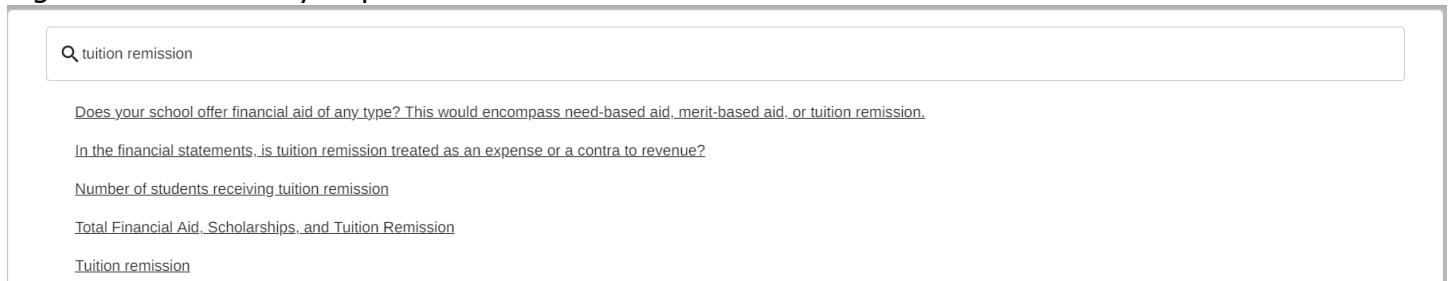 tuition remission
Does your school offer financial aid of any type? This would encompass need-based aid, merit-based aid, or tuition remission.
In the financial statements, is tuition remission treated as an expense or a contra to revenue?
Number of students receiving tuition remission
Total Financial Aid, Scholarships, and Tuition Remission
Tuition remission